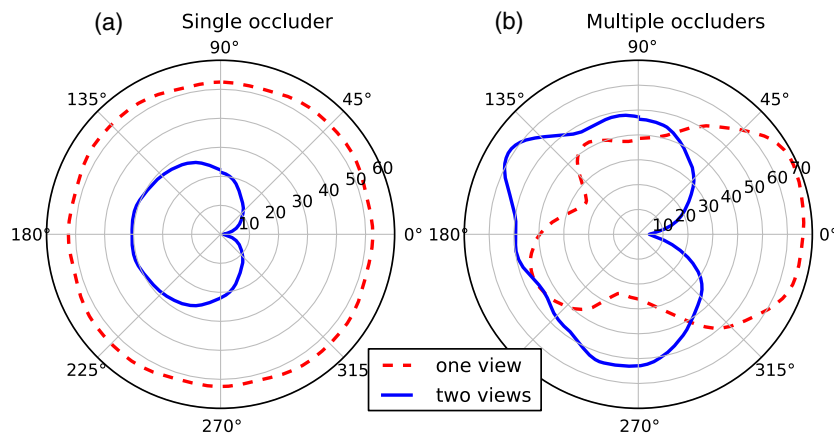 (a) Single occluder
90°
135° 45°
180° 0°
10 20 30 40 50 60
225° 315°
270°
(b) Multiple occluders
90°
135° 45°
180° 0°
10 20 30 40 50 60 70
315°
270°
one view
two views